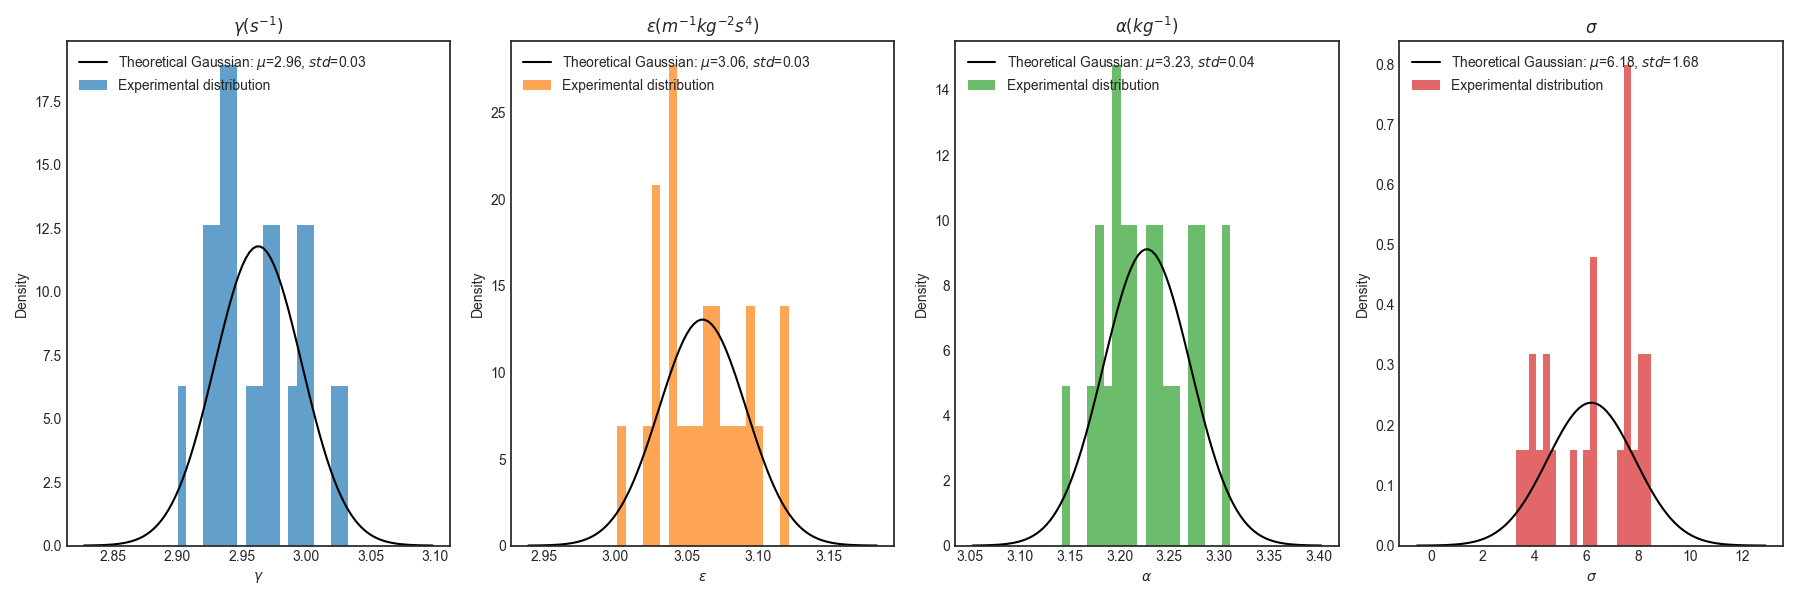 γ(s⁻¹)
Theoretical Gaussian: μ=2.96, std=0.03
Experimental distribution
17.5
15.0
12.5
10.0
7.5
5.0
2.5
0.0
Density
2.85 2.90 2.95 3.00 3.05 3.10
γ
ε(m⁻¹kg⁻²s⁴)
Theoretical Gaussian: μ=3.06, std=0.03
Experimental distribution
25
20
15
10
5
0
Density
2.95 3.00 3.05 3.10 3.15
ε
α(kg⁻¹)
Theoretical Gaussian: μ=3.23, std=0.04
Experimental distribution
14
12
10
8
6
4
2
0
Density
3.05 3.10 3.15 3.20 3.25 3.30 3.35 3.40
α
σ
Theoretical Gaussian: μ=6.18, std=1.68
Experimental distribution
0.8
0.7
0.6
0.5
0.4
0.3
0.2
0.1
0.0
Density
0 2 4 6 8 10 12
σ